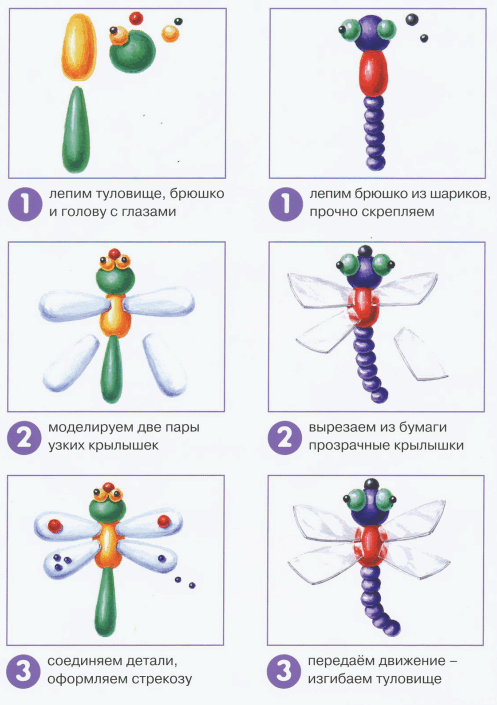 1 лепим туловище, брюшко
и голову с глазами
1 лепим брюшко из шариков,
прочно скрепляем
2 моделируем две пары
узких крылышек
2 вырезаем из бумаги
прозрачные крылышки
3 соединяем детали,
оформляем стрекозу
3 передаём движение –
изгибаем туловище